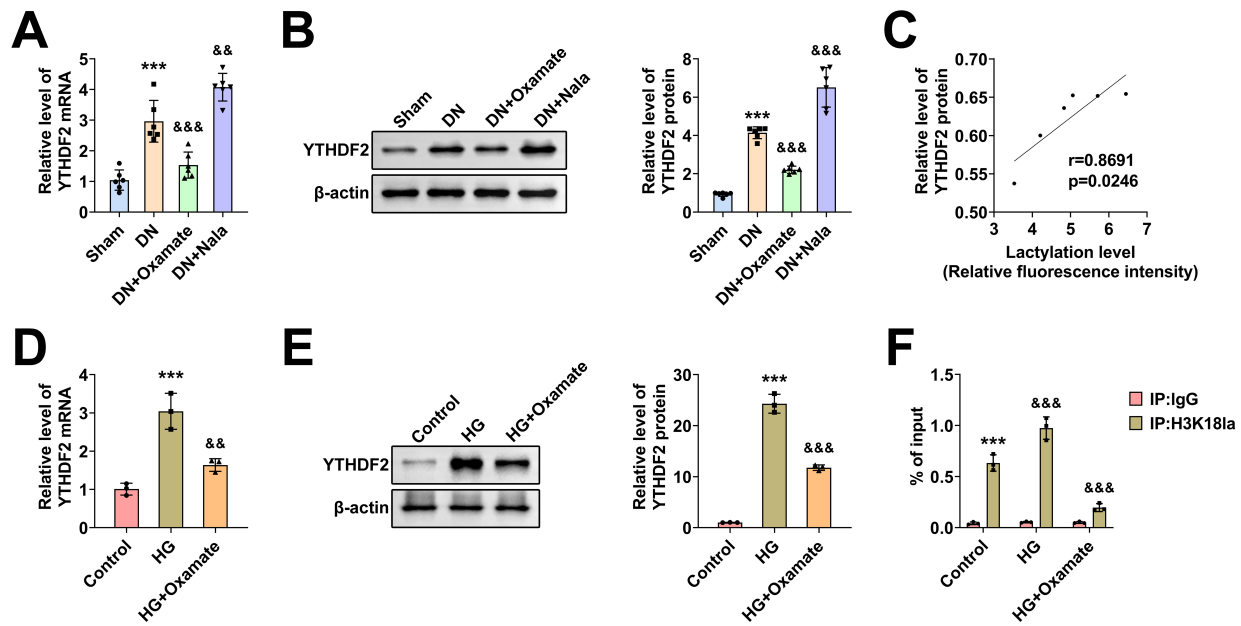 A
Relative level of
YTHDF2 mRNA
5
4
3
2
1
0
***
&&&
&&
Sham
DN
DN+Oxamate
DN+Nala
B
Sham
DN
DN+Oxamate
DN+Nala
YTHDF2
β-actin
Relative level of
YTHDF2 protein
8
6
4
2
0
***
&&&
&&&
Sham
DN
DN+Oxamate
DN+Nala
C
Relative level of
YTHDF2 protein
0.70
0.65
0.60
0.55
0.50
r=0.8691
p=0.0246
3 4 5 6 7
Lactylation level
(Relative fluorescence intensity)
D
Relative level of
YTHDF2 mRNA
4
3
2
1
0
***
&&
Control
HG
HG+Oxamate
E
Control
HG
HG+Oxamate
YTHDF2
β-actin
Relative level of
YTHDF2 protein
30
20
10
0
***
&&&
Control
HG
HG+Oxamate
F
% of input
1.5
1.0
0.5
0.0
***
&&&
&&&
Control
HG
HG+Oxamate
IP:IgG
IP:H3K18la